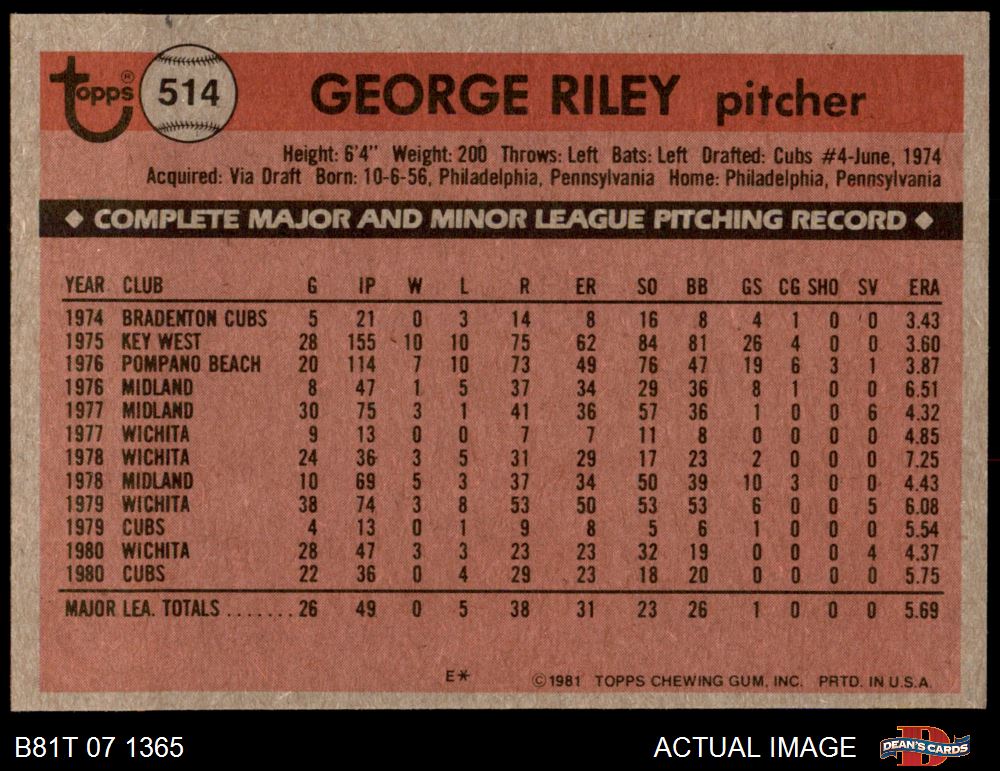 topps® 514 GEORGE RILEY pitcher
Height: 6'4" Weight: 200 Throws: Left Bats: Left Drafted: Cubs #4-June, 1974
Acquired: Via Draft Born: 10-6-56, Philadelphia, Pennsylvania Home: Philadelphia, Pennsylvania
◆ COMPLETE MAJOR AND MINOR LEAGUE PITCHING RECORD ◆
YEAR CLUB G IP W L R ER SO BB GS CG SHO SV ERA
1974 BRADENTON CUBS 5 21 0 3 14 8 16 8 4 1 0 0 3.43
1975 KEY WEST 28 155 10 10 75 62 84 81 26 4 0 0 3.60
1976 POMPANO BEACH 20 114 7 10 73 49 76 47 19 6 3 1 3.87
1976 MIDLAND 8 47 1 5 37 34 29 36 8 1 0 0 6.51
1977 MIDLAND 30 75 3 1 41 36 57 36 1 0 0 6 4.32
1977 WICHITA 9 13 0 0 7 7 11 8 0 0 0 0 4.85
1978 WICHITA 24 36 3 5 31 29 17 23 2 0 0 0 7.25
1978 MIDLAND 10 69 5 3 37 34 50 39 10 3 0 0 4.43
1979 WICHITA 38 74 3 8 53 50 53 53 6 0 0 5 6.08
1979 CUBS 4 13 0 1 9 8 5 6 1 0 0 0 5.54
1980 WICHITA 28 47 3 3 23 23 32 19 0 0 0 4 4.37
1980 CUBS 22 36 0 4 29 23 18 20 0 0 0 0 5.75
MAJOR LEA. TOTALS ....... 26 49 0 5 38 31 23 26 1 0 0 0 5.69
E* ©1981 TOPPS CHEWING GUM, INC. PRTD. IN U.S.A.
B81T 07 1365 ACTUAL IMAGE DEAN'S CARDS